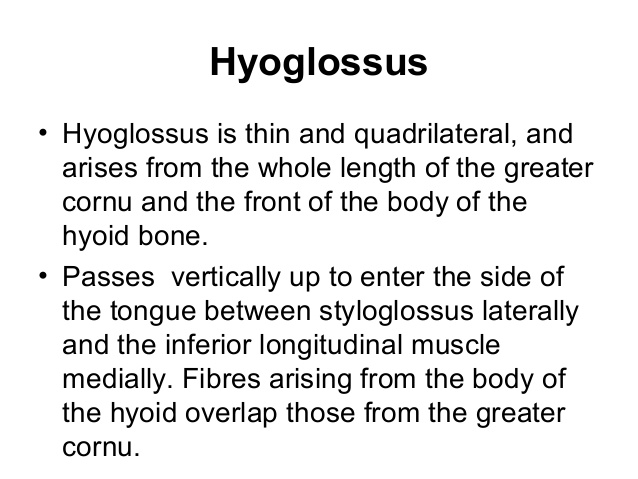 Hyoglossus
• Hyoglossus is thin and quadrilateral, and
arises from the whole length of the greater
cornu and the front of the body of the
hyoid bone.
• Passes  vertically up to enter the side of
the tongue between styloglossus laterally
and the inferior longitudinal muscle
medially. Fibres arising from the body of
the hyoid overlap those from the greater
cornu.